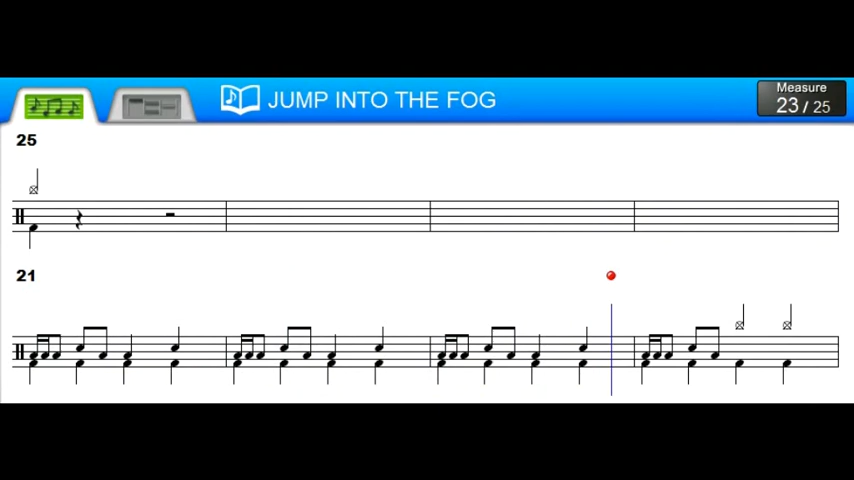 JUMP INTO THE FOG
Measure
23 / 25
25
21